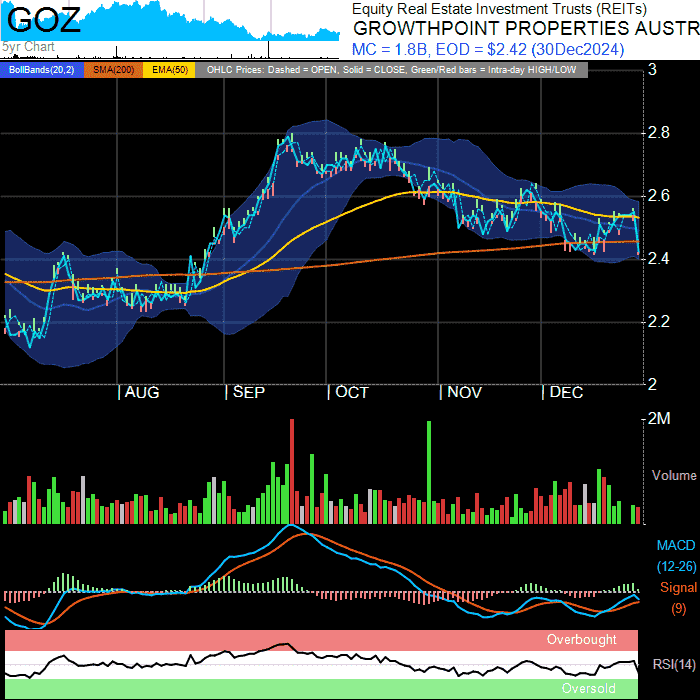 GOZ
Equity Real Estate Investment Trusts (REITs)
GROWTHPOINT PROPERTIES AUSTR
MC = 1.8B, EOD = $2.42 (30Dec2024)
5yr Chart
BollBands(20,2) SMA(200) EMA(50) OHLC Prices: Dashed = OPEN, Solid = CLOSE, Green/Red bars = Intra-day HIGH/LOW
3
2.8
2.6
2.4
2.2
2
AUG SEP OCT NOV DEC
2M
Volume
MACD
(12-26)
Signal
(9)
Overbought
RSI(14)
Oversold